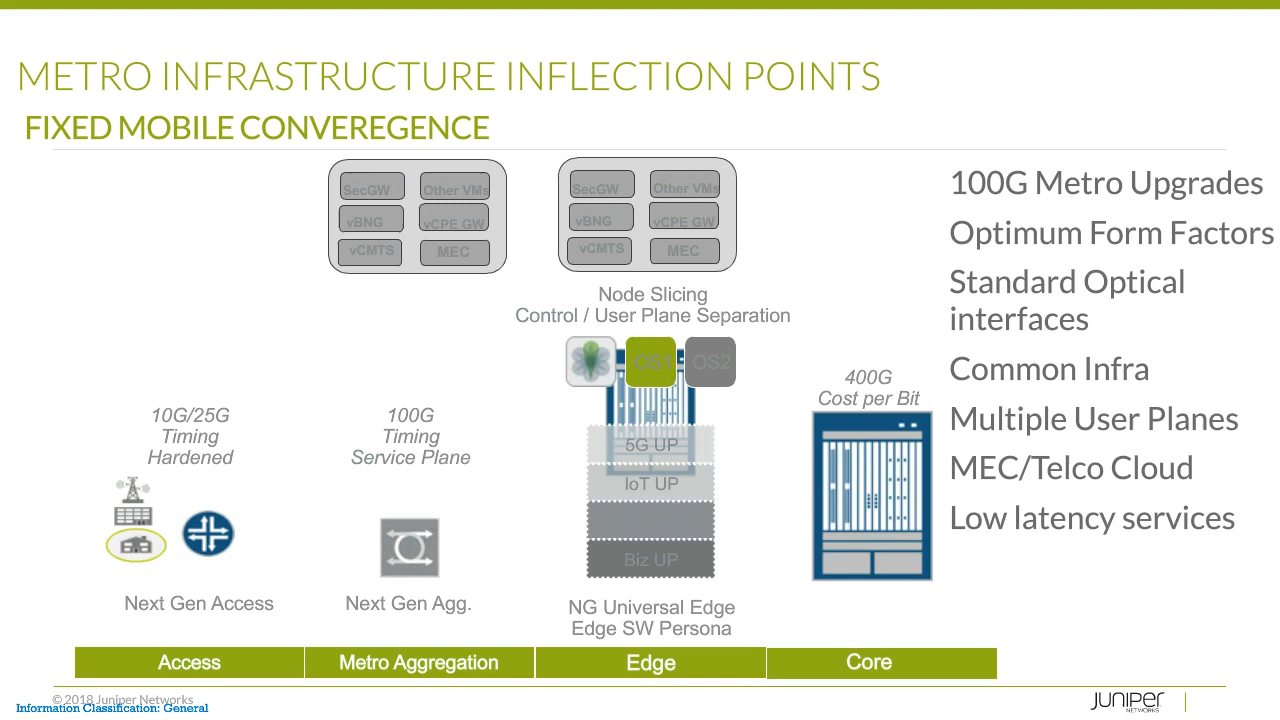 METRO INFRASTRUCTURE INFLECTION POINTS
FIXED MOBILE CONVEREGENCE
SecGW
Other VMs
vBNG
vCPE GW
vCMTS
MEC
SecGW
Other VMs
vBNG
vCPE GW
vCMTS
MEC
Node Slicing
Control / User Plane Separation
OS1
OS2
5G UP
IoT UP
Biz UP
10G/25G
Timing
Hardened
100G
Timing
Service Plane
400G
Cost per Bit
Next Gen Access
Next Gen Agg.
NG Universal Edge
Edge SW Persona
Access
Metro Aggregation
Edge
Core
100G Metro Upgrades
Optimum Form Factors
Standard Optical
interfaces
Common Infra
Multiple User Planes
MEC/Telco Cloud
Low latency services
© 2018 Juniper Networks
Information Classification: General
JUNIPER
NETWORKS